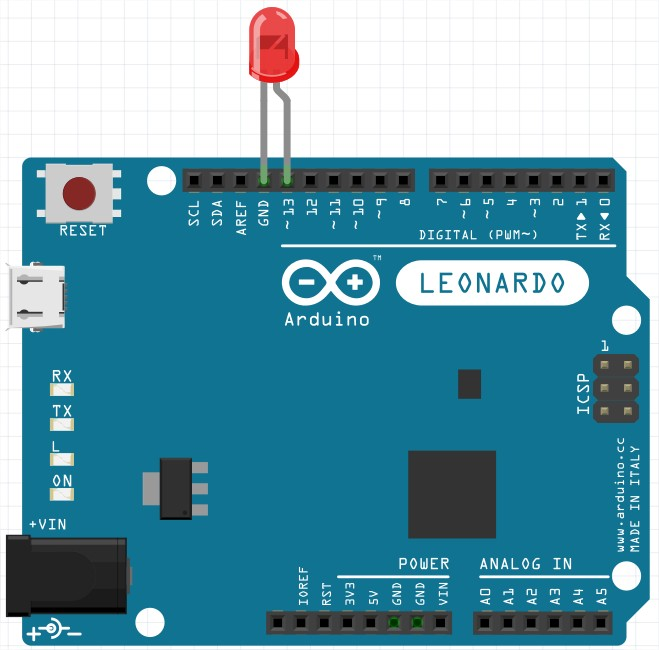 RESET
SCL
SDA
AREF
GND
~13
12
~11
~10
~9
8
7
~6
~5
4
~3
2
TX▶ 1
RX◀ 0
DIGITAL (PWM~)
TM
LEONARDO
Arduino
1
ICSP
RX
TX
L
ON
www.arduino.cc
MADE IN ITALY
+VIN
POWER
ANALOG IN
IOREF
RST
3V3
5V
GND
GND
VIN
A0
A1
A2
A3
A4
A5